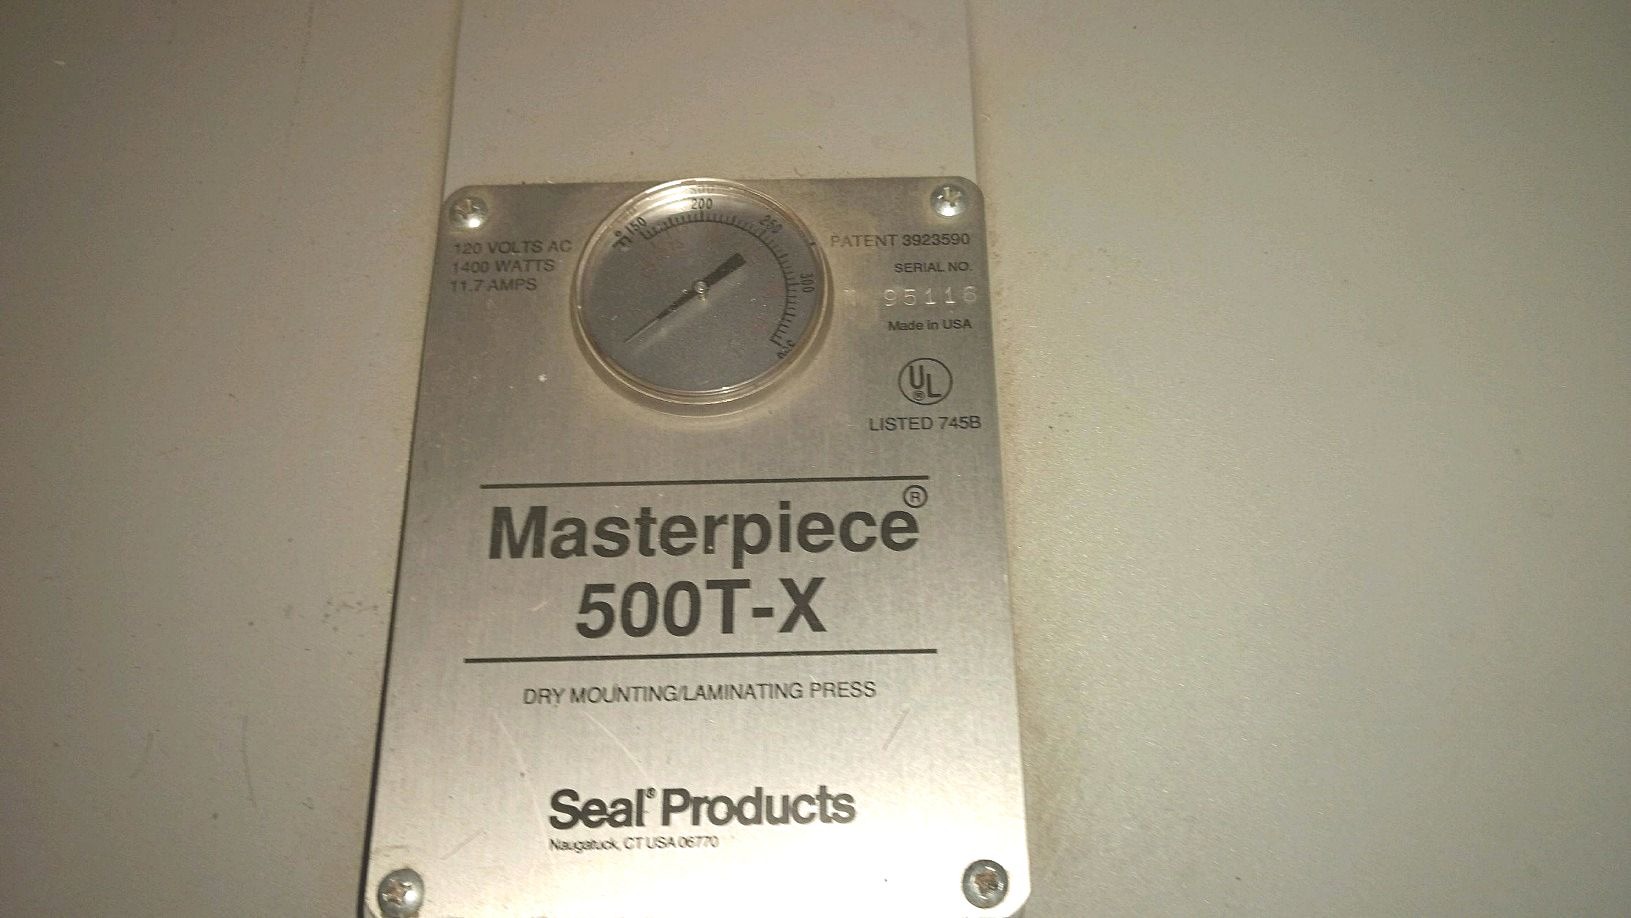 150
200
250
300
120 VOLTS AC
1400 WATTS
11.7 AMPS
PATENT 3923590
SERIAL NO.
95116
Made in USA
UL®
LISTED 745B
Masterpiece®
500T-X
DRY MOUNTING/LAMINATING PRESS
Seal® Products
Naugatuck, CT USA 06770